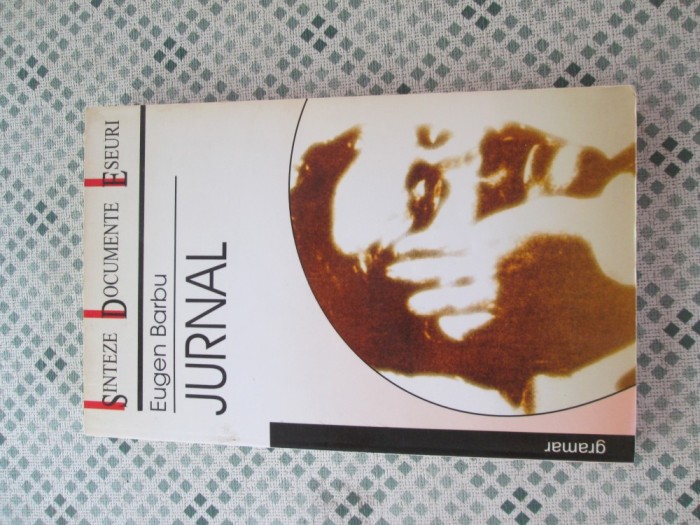 SINTEZE DOCUMENTE ESEURI
Eugen Barbu
JURNAL
gramar